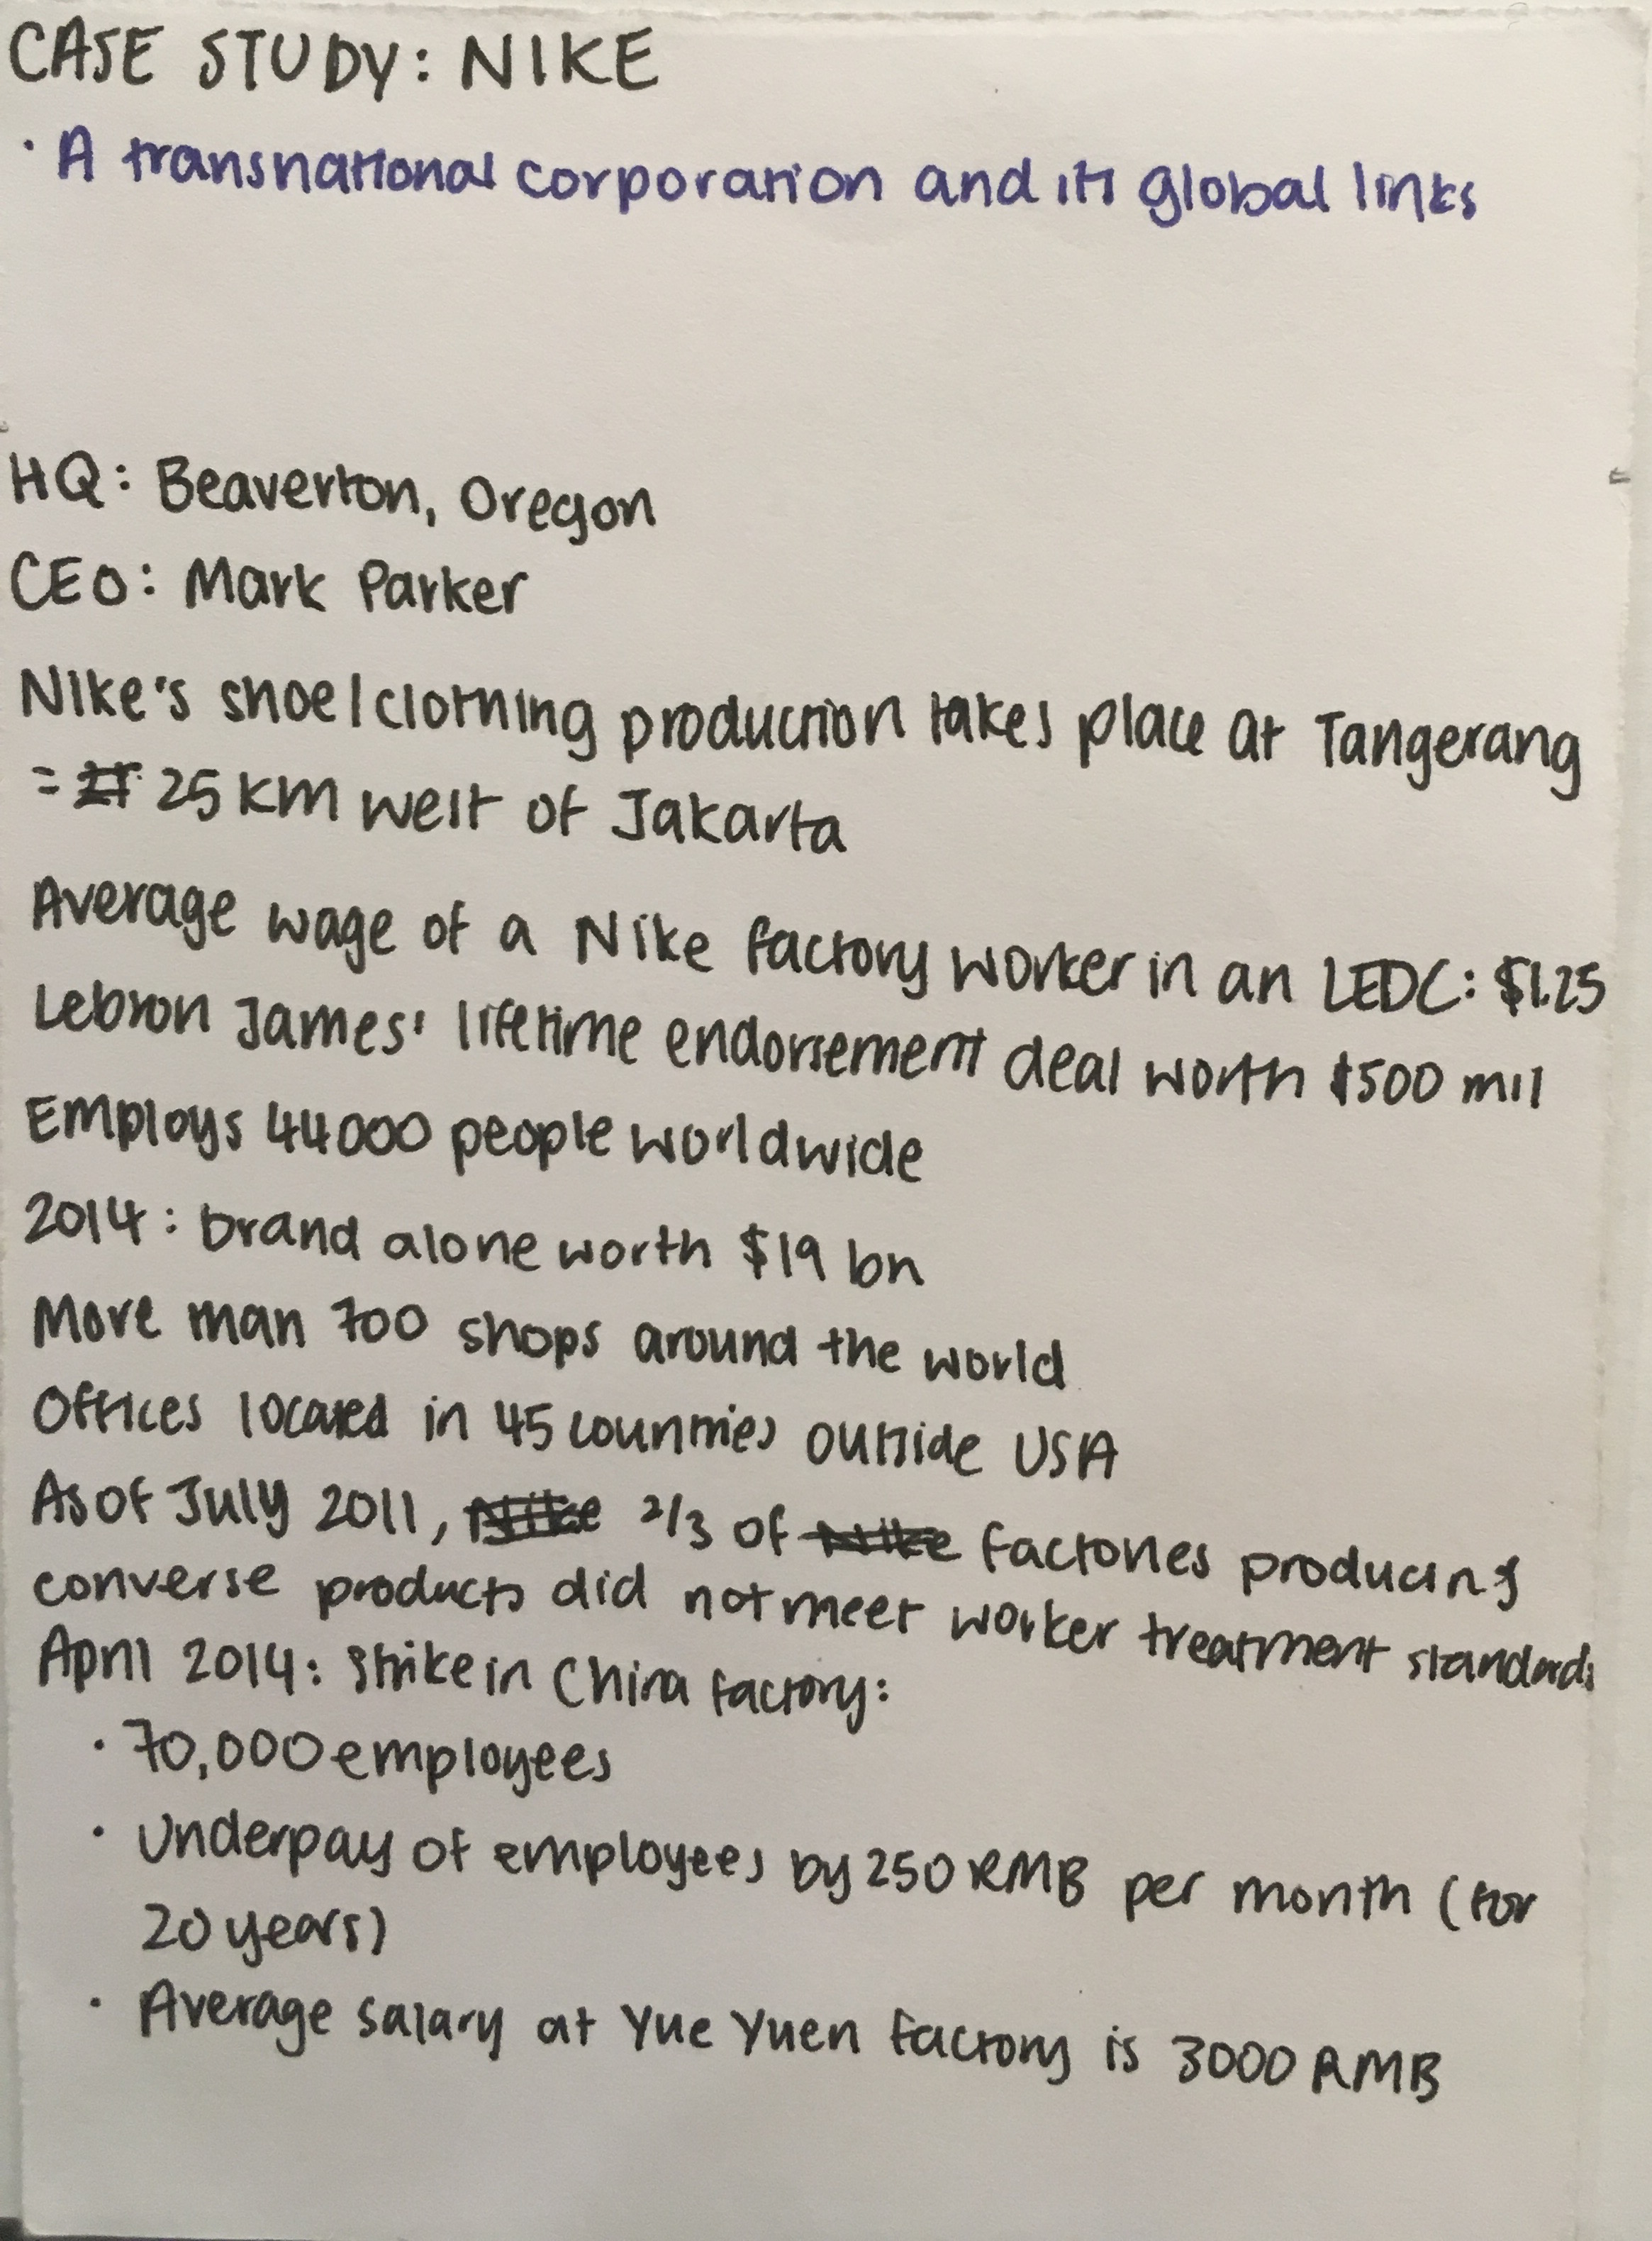 CASE STUDY: NIKE
· A transnational corporation and its global links
HQ: Beaverton, Oregon
CEO: Mark Parker
Nike's shoe/clothing production takes place at Tangerang
= 25 km west of Jakarta
Average wage of a Nike factory worker in an LEDC: $1.25
Lebron James' lifetime endorsement deal worth $500 mil
Employs 44000 people worldwide
2014: brand alone worth $19 bn
More than 700 shops around the world
Offices located in 45 countries outside USA
As of July 2011, Nike 2/3 of Nike factories producing
converse products did not meet worker treatment standards
April 2014: Strike in China factory:
· 70,000 employees
· Underpay of employees by 250 RMB per month (for
20 years)
· Average salary at Yue Yuen factory is 3000 RMB